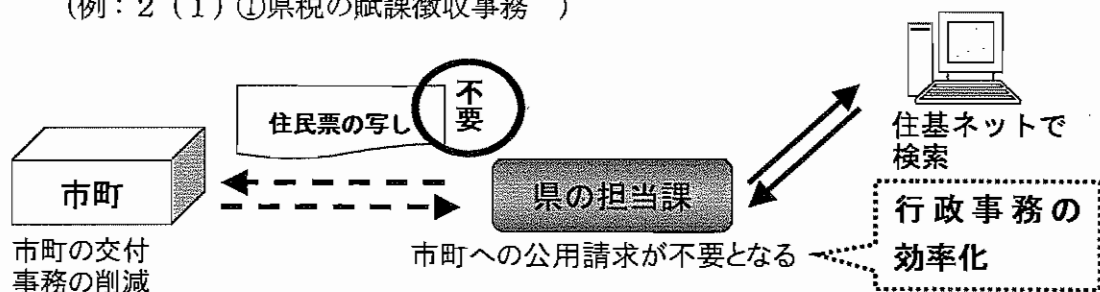 (例:2(1)①県税の賦課徴収事務 )
住民票の写し
不要
市町
県の担当課
住基ネットで
検索
市町の交付
事務の削減
市町への公用請求が不要となる
行政事務の
効率化